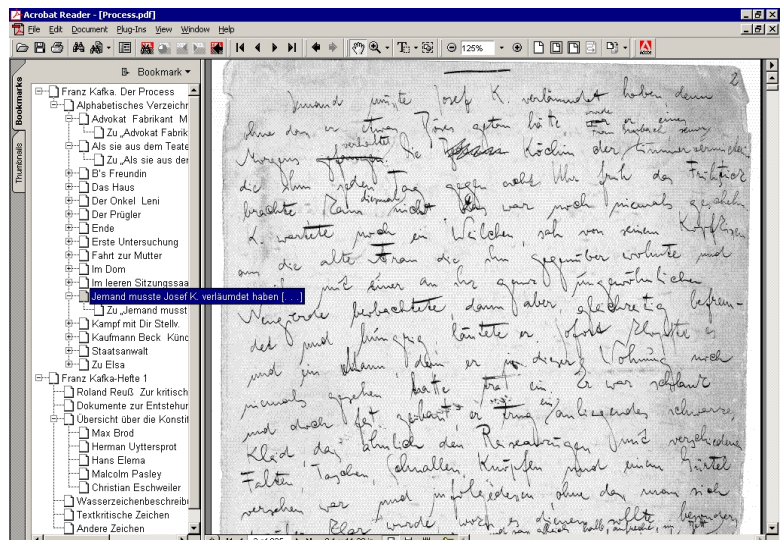 Acrobat Reader - [Process.pdf]
File Edit Document Plug-Ins View Window Help
125%
Bookmark
Bookmarks
Thumbnails
Franz Kafka. Der Process
Alphabetisches Verzeichn
Advokat Fabrikant M
Zu „Advokat Fabrik
Als sie aus dem Teate
Zu „Als sie aus der
B's Freundin
Das Haus
Der Onkel Leni
Der Prügler
Ende
Erste Untersuchung
Fahrt zur Mutter
Im Dom
Im leeren Sitzungssaa
Jemand musste Josef K. verläumdet haben [. . .]
Zu „Jemand musst
Kampf mit Dir Stellv.
Kaufmann Beck Künd
Staatsanwalt
Zu Elsa
Franz Kafka-Hefte 1
Roland Reuß Zur kritisch
Dokumente zur Entstehur
Übersicht über die Konstit
Max Brod
Herman Uyttersprot
Hans Elema
Malcolm Pasley
Christian Eschweiler
Wasserzeichenbeschreibu
Textkritische Zeichen
Andere Zeichen
2
Jemand musste Josef K. verläumdet haben denn
ohne dass er etwas Böses getan hätte
Morgens verhaftet. Die Köchin der Zimmervermieterin
die ihm jeden Tag gegen acht Uhr früh das Frühstück
brachte kam diesmal nicht. Das war noch niemals geschehn
K. wartete noch ein Weilchen, sah von seinem Kopfkissen
aus die alte Frau die ihm gegenüber wohnte und
mit einer an ihr ganz ungewöhnlichen
Neugierde beobachtete, dann aber, gleichzeitig befrem-
det und hungrig läutete er. Sofort klopfte es
und ein Mann, den er in dieser Wohnung noch
niemals gesehen hatte trat ein. Er war schlank
und doch fest gebaut, er trug ein anliegendes schwarzes
Kleid, das ähnlich den Reiseanzügen mit verschiedenen
Falten, Taschen, Schnallen, Knöpfen und einem Gürtel
versehen war und infolgedessen, ohne dass man sich
klar wurde, wozu es dienen sollte, besonders